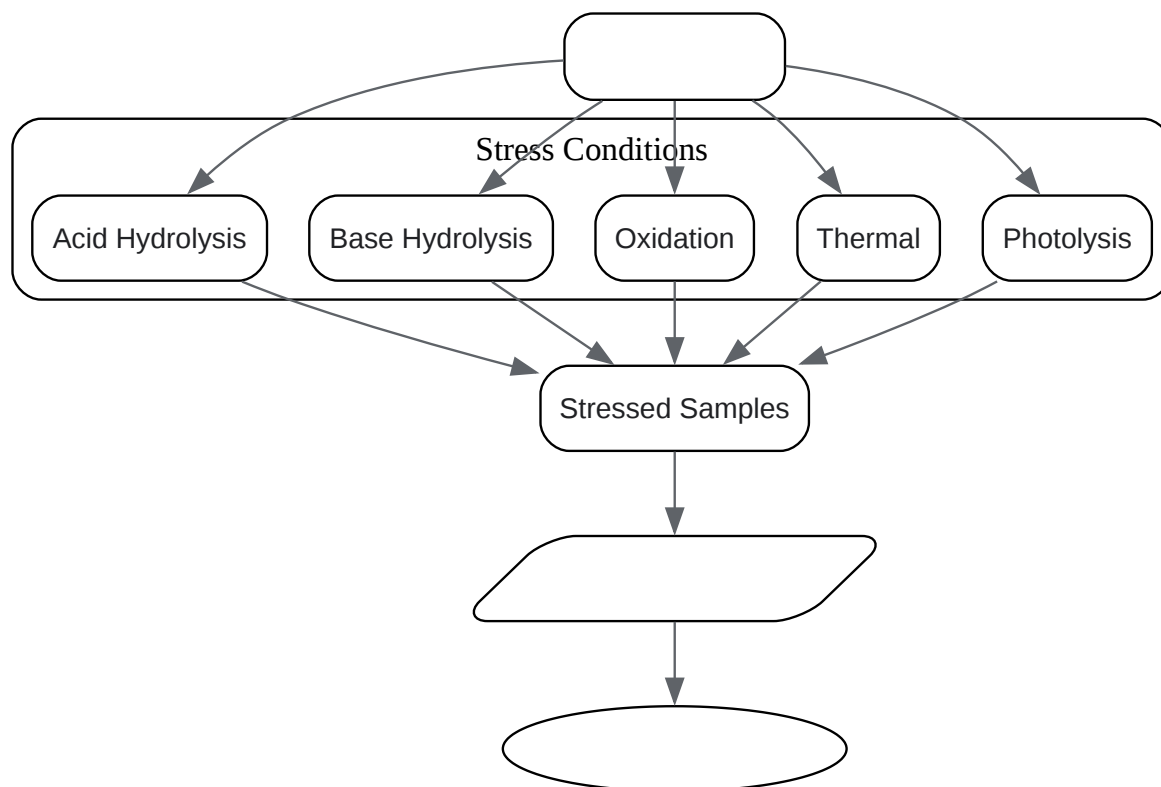 Stress Conditions
Acid Hydrolysis
Base Hydrolysis
Oxidation
Thermal
Photolysis
Stressed Samples